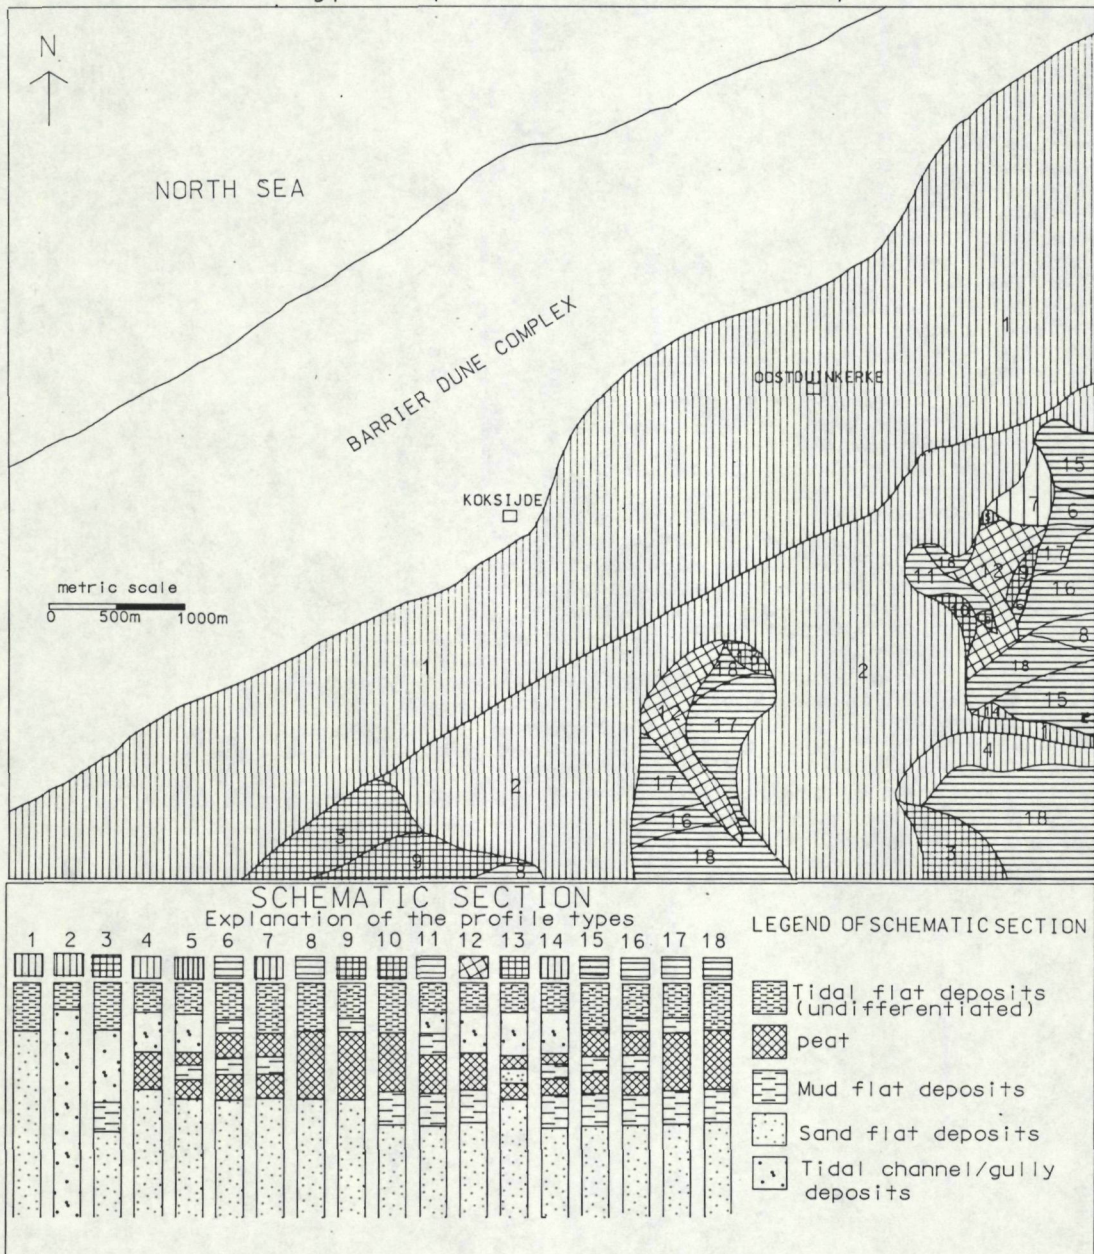 N
NORTH SEA
BARRIER DUNE COMPLEX
1
OOSTDUINKERKE
15
KOKSIJDE
7
6
17
18
12
11
16
metric scale
0 500m 1000m
8
1
2
18
15
17
14
1
4
2
17
16
18
3
9
8
3
18
SCHEMATIC SECTION
Explanation of the profile types
1 2 3 4 5 6 7 8 9 10 11 12 13 14 15 16 17 18
LEGEND OF SCHEMATIC SECTION
Tidal flat deposits
(undifferentiated)
peat
Mud flat deposits
Sand flat deposits
Tidal channel/gully
deposits